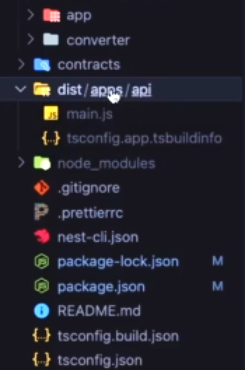 app
converter
contracts
dist/apps/api
main.js
tsconfig.app.tsbuildinfo
node_modules
.gitignore
.prettierrc
nest-cli.json
package-lock.json M
package.json M
README.md
tsconfig.build.json
tsconfig.json